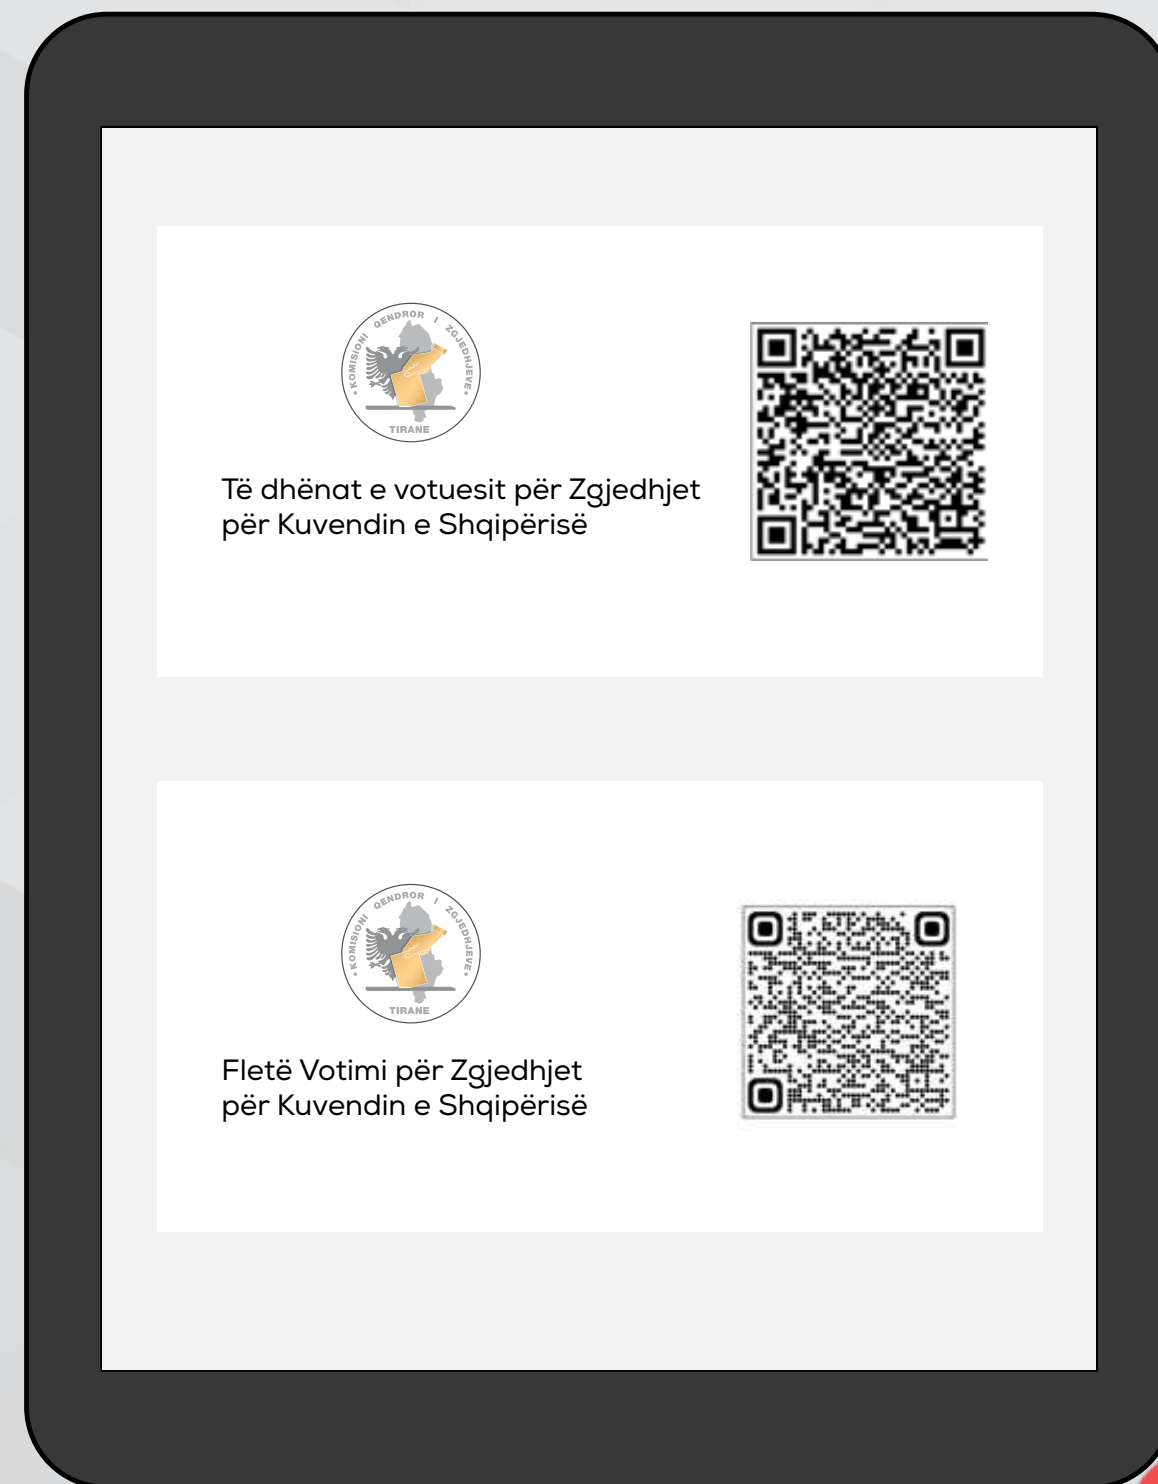 KOMISIONI QENDROR I ZGJEDHJEVE
TIRANE
Të dhënat e votuesit për Zgjedhjet
për Kuvendin e Shqipërisë
KOMISIONI QENDROR I ZGJEDHJEVE
TIRANE
Fletë Votimi për Zgjedhjet
për Kuvendin e Shqipërisë